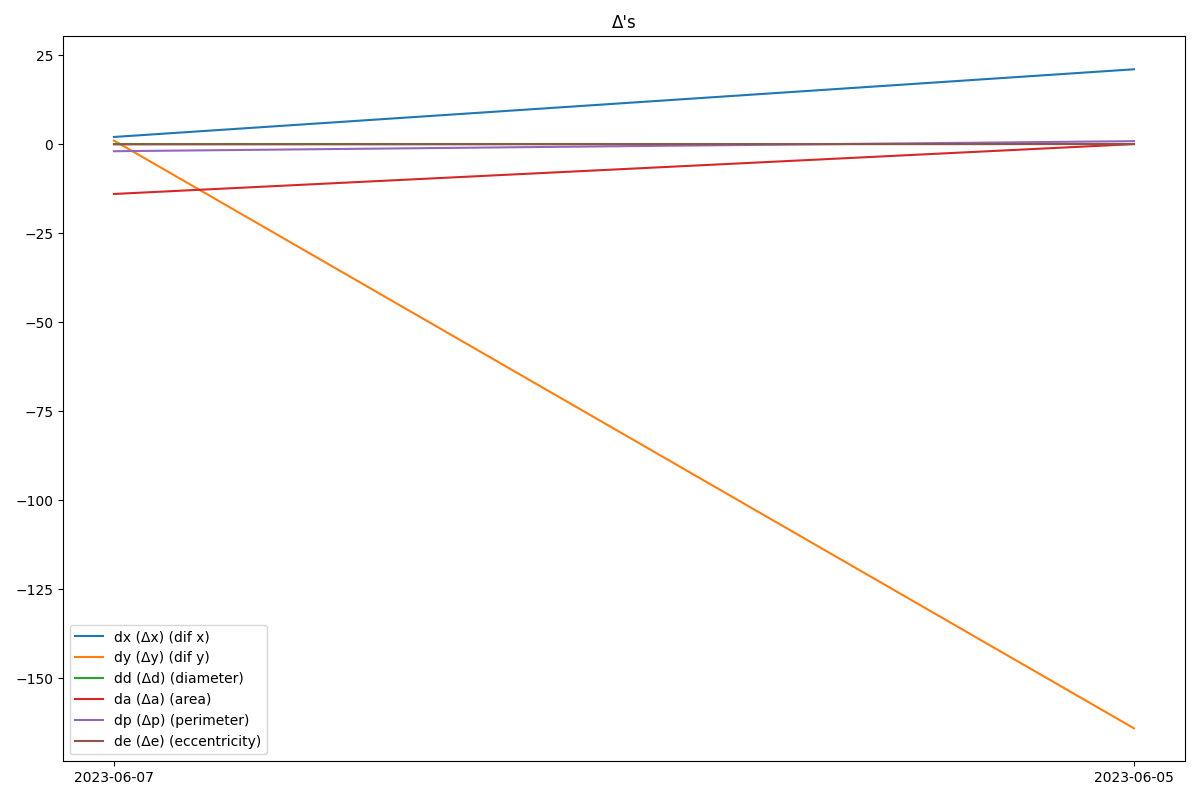 Δ's
25
0
−25
−50
−75
−100
−125
−150
dx (Δx) (dif x)
dy (Δy) (dif y)
dd (Δd) (diameter)
da (Δa) (area)
dp (Δp) (perimeter)
de (Δe) (eccentricity)
2023-06-07 2023-06-05